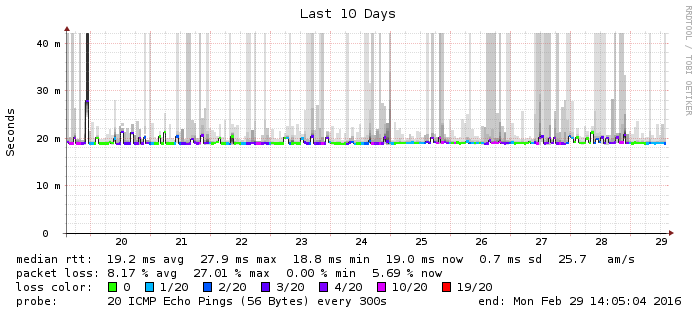 Last 10 Days
RRDTOOL / TOBI OETIKER
Seconds
40 m
30 m
20 m
10 m
0
20 21 22 23 24 25 26 27 28 29
median rtt: 19.2 ms avg 27.9 ms max 18.8 ms min 19.0 ms now 0.7 ms sd 25.7 am/s
packet loss: 8.17 % avg 27.01 % max 0.00 % min 5.69 % now
loss color: 0 1/20 2/20 3/20 4/20 10/20 19/20
probe: 20 ICMP Echo Pings (56 Bytes) every 300s end: Mon Feb 29 14:05:04 2016